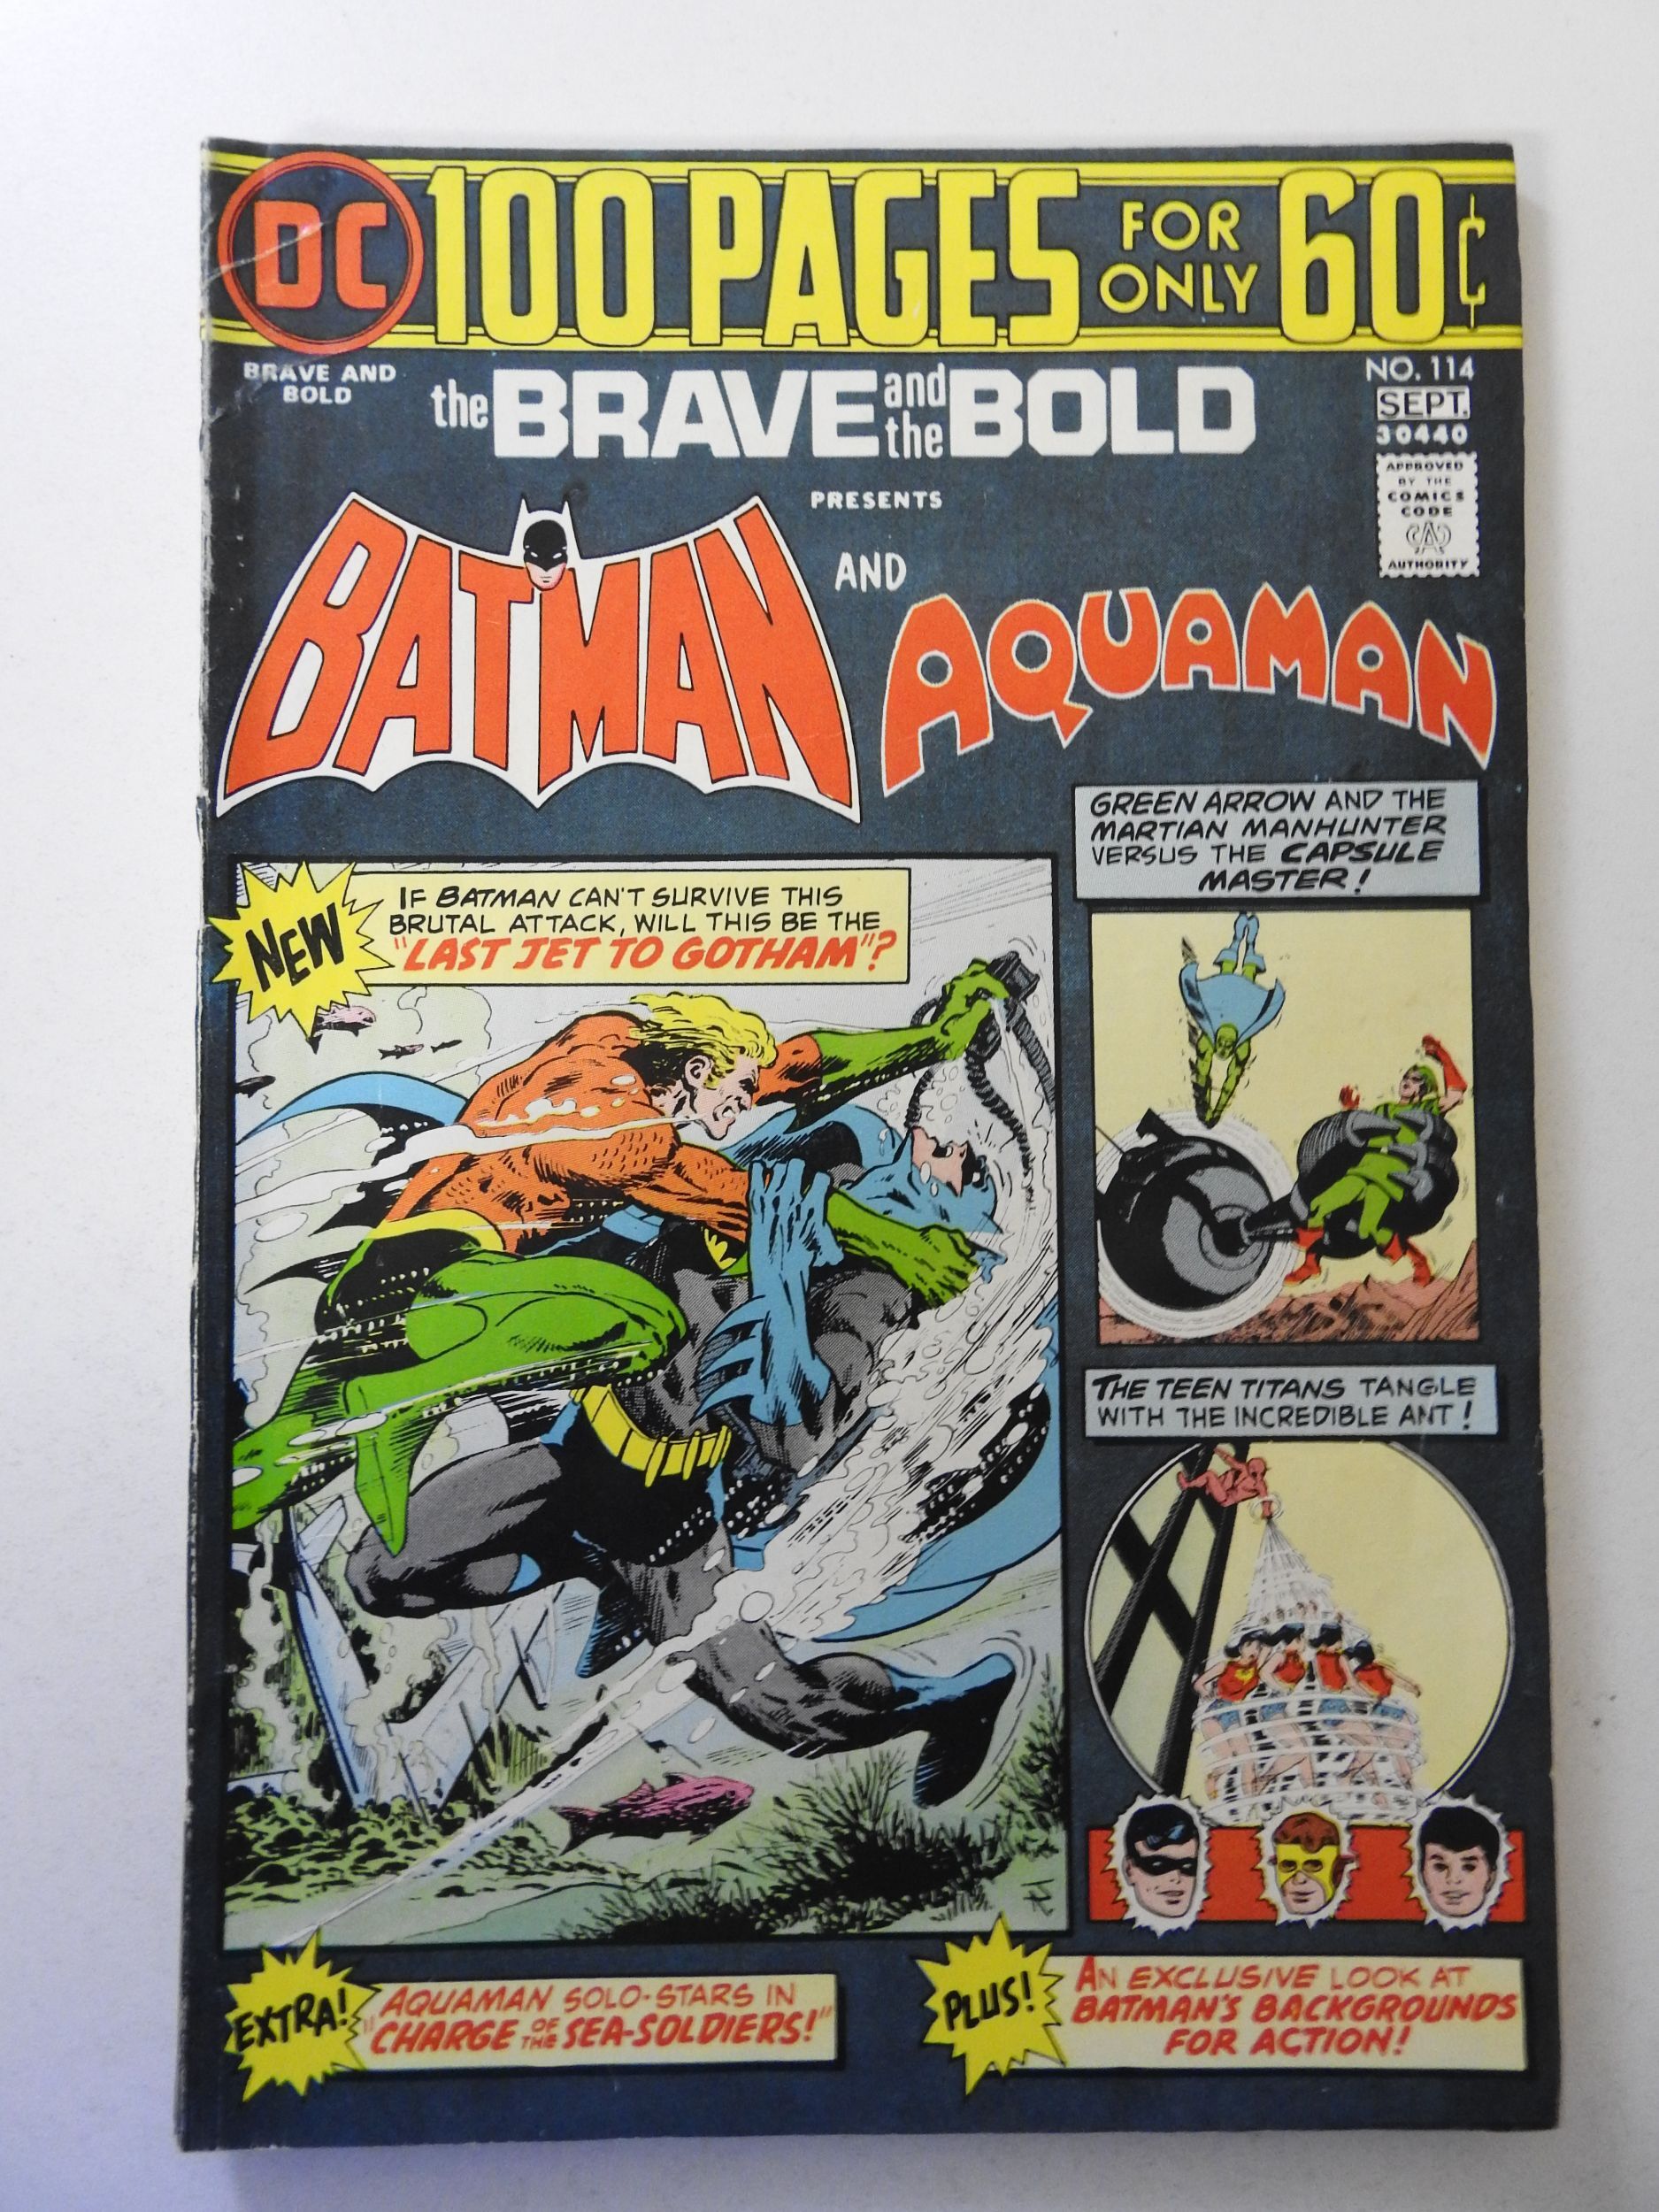 DC 100 PAGES FOR ONLY 60¢
BRAVE AND
BOLD
the BRAVE and the BOLD
NO. 114
SEPT.
30440
APPROVED
BY THE
COMICS
CODE
CA
AUTHORITY
PRESENTS
BATMAN
AND
AQUAMAN
NEW
IF BATMAN CAN'T SURVIVE THIS
BRUTAL ATTACK, WILL THIS BE THE
"LAST JET TO GOTHAM"?
GREEN ARROW AND THE
MARTIAN MANHUNTER
VERSUS THE CAPSULE
MASTER!
THE TEEN TITANS TANGLE
WITH THE INCREDIBLE ANT!
EXTRA!
AQUAMAN SOLO-STARS IN
"CHARGE OF THE SEA-SOLDIERS!"
PLUS!
AN EXCLUSIVE LOOK AT
BATMAN'S BACKGROUNDS
FOR ACTION!